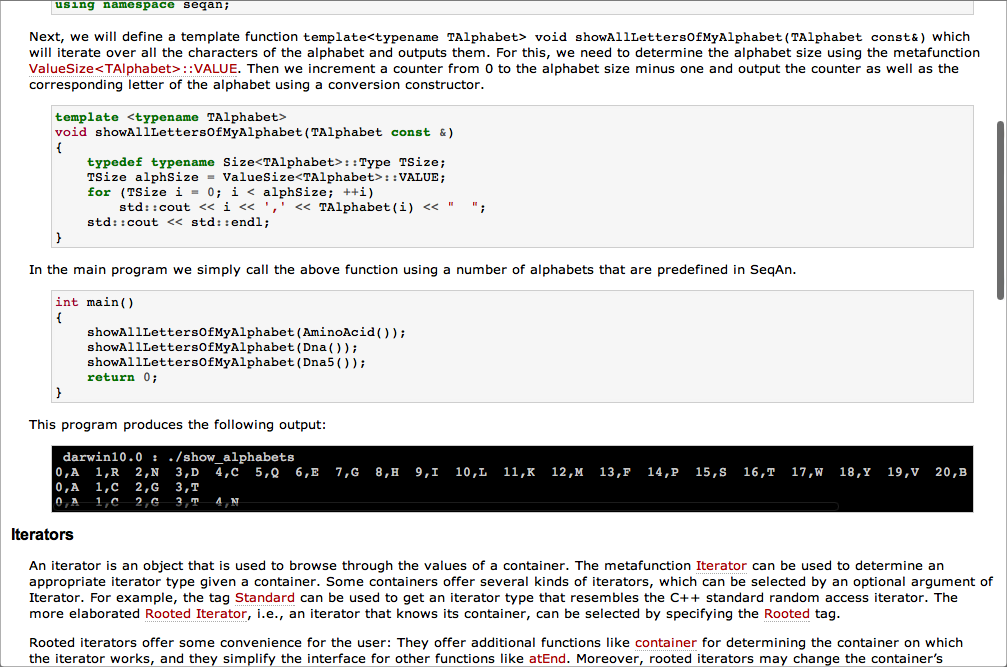 using namespace seqan;
Next, we will define a template function template<typename TAlphabet> void showAllLettersOfMyAlphabet(TAlphabet const&) which
will iterate over all the characters of the alphabet and outputs them. For this, we need to determine the alphabet size using the metafunction
ValueSize<TAlphabet>::VALUE. Then we increment a counter from 0 to the alphabet size minus one and output the counter as well as the
corresponding letter of the alphabet using a conversion constructor.
template <typename TAlphabet>
void showAllLettersOfMyAlphabet(TAlphabet const &)
{
    typedef typename Size<TAlphabet>::Type TSize;
    TSize alphSize = ValueSize<TAlphabet>::VALUE;
    for (TSize i = 0; i < alphSize; ++i)
        std::cout << i << ',' << TAlphabet(i) << "  ";
    std::cout << std::endl;
}
In the main program we simply call the above function using a number of alphabets that are predefined in SeqAn.
int main()
{
    showAllLettersOfMyAlphabet(AminoAcid());
    showAllLettersOfMyAlphabet(Dna());
    showAllLettersOfMyAlphabet(Dna5());
    return 0;
}
This program produces the following output:
darwin10.0 : ./show_alphabets
0,A  1,R  2,N  3,D  4,C  5,Q  6,E  7,G  8,H  9,I  10,L  11,K  12,M  13,F  14,P  15,S  16,T  17,W  18,Y  19,V  20,B
0,A  1,C  2,G  3,T
0,A  1,C  2,G  3,T  4,N
Iterators
An iterator is an object that is used to browse through the values of a container. The metafunction Iterator can be used to determine an
appropriate iterator type given a container. Some containers offer several kinds of iterators, which can be selected by an optional argument of
Iterator. For example, the tag Standard can be used to get an iterator type that resembles the C++ standard random access iterator. The
more elaborated Rooted Iterator, i.e., an iterator that knows its container, can be selected by specifying the Rooted tag.
Rooted iterators offer some convenience for the user: They offer additional functions like container for determining the container on which
the iterator works, and they simplify the interface for other functions like atEnd. Moreover, rooted iterators may change the container's